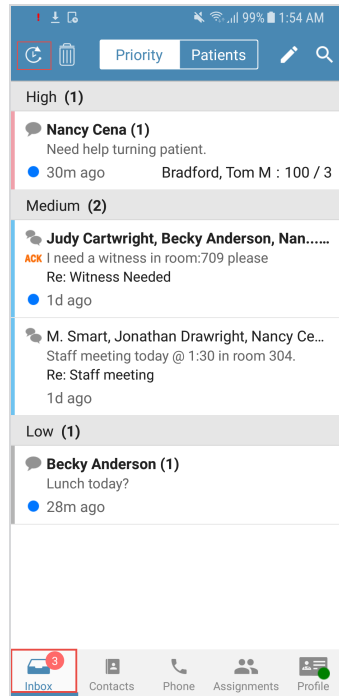 99% 1:54 AM
Priority Patients
High (1)
Nancy Cena (1)
Need help turning patient.
30m ago Bradford, Tom M : 100 / 3
Medium (2)
Judy Cartwright, Becky Anderson, Nan......
ACK I need a witness in room:709 please
Re: Witness Needed
1d ago
M. Smart, Jonathan Drawright, Nancy Ce...
Staff meeting today @ 1:30 in room 304.
Re: Staff meeting
1d ago
Low (1)
Becky Anderson (1)
Lunch today?
28m ago
3
Inbox Contacts Phone Assignments Profile